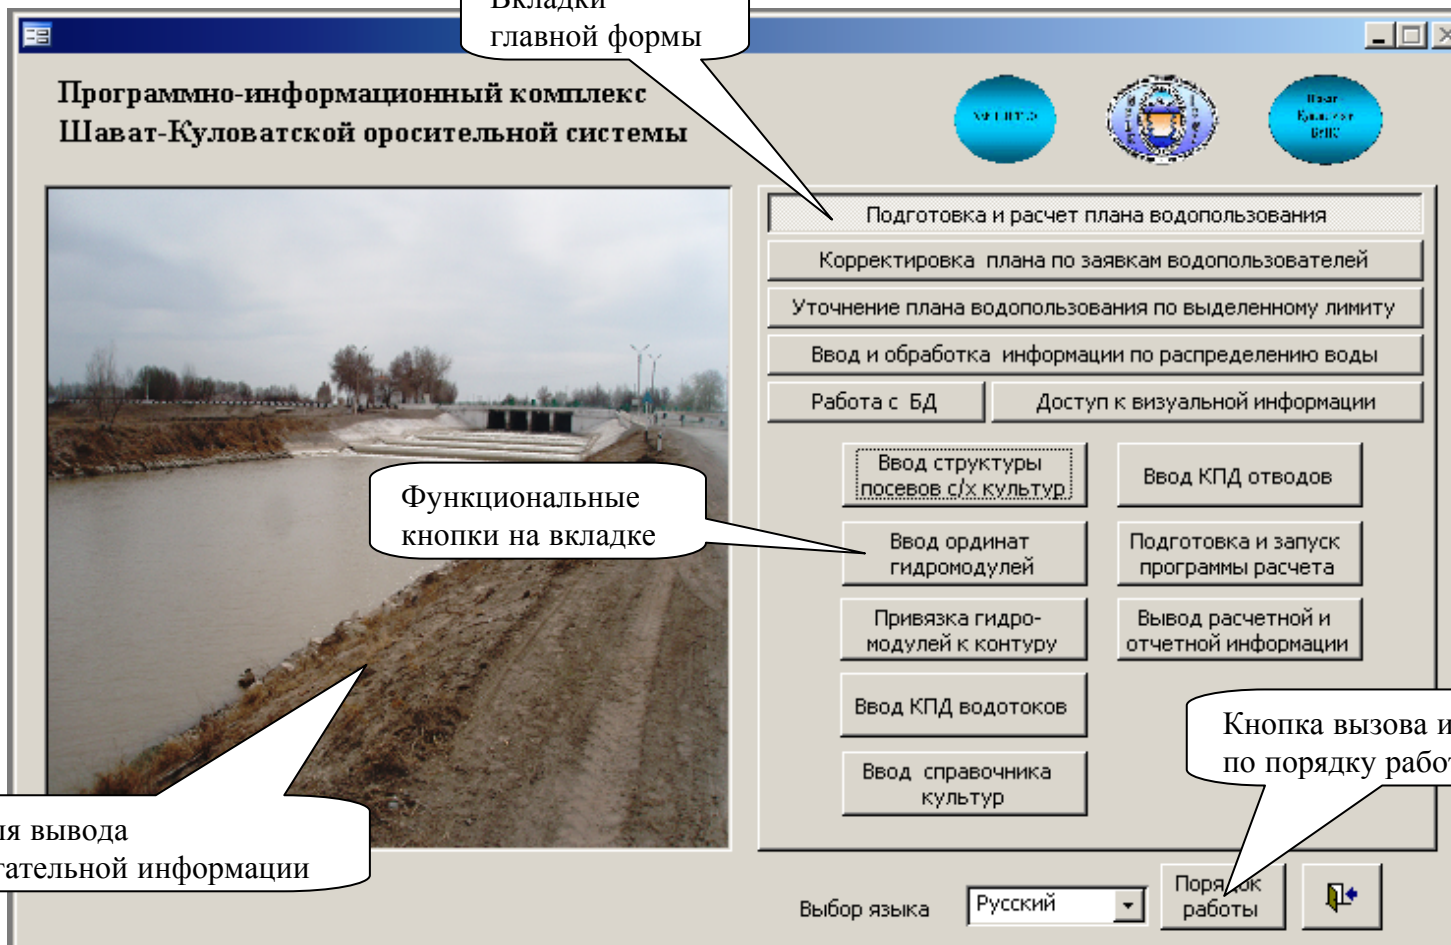 Вкладки
главной формы
Программно-информационный комплекс
Шават-Куловатской оросительной системы
Подготовка и расчет плана водопользования
Корректировка плана по заявкам водопользователей
Уточнение плана водопользования по выделенному лимиту
Ввод и обработка информации по распределению воды
Работа с БД
Доступ к визуальной информации
Ввод структуры
посевов с/х культур
Ввод КПД отводов
Функциональные
кнопки на вкладке
Ввод ординат
гидромодулей
Подготовка и запуск
программы расчета
Привязка гидро-
модулей к контуру
Вывод расчетной и
отчетной информации
Ввод КПД водотоков
Ввод справочника
культур
Кнопка вызова
по порядку
вывода
информации
Выбор языка
Русский
Порядок
работы